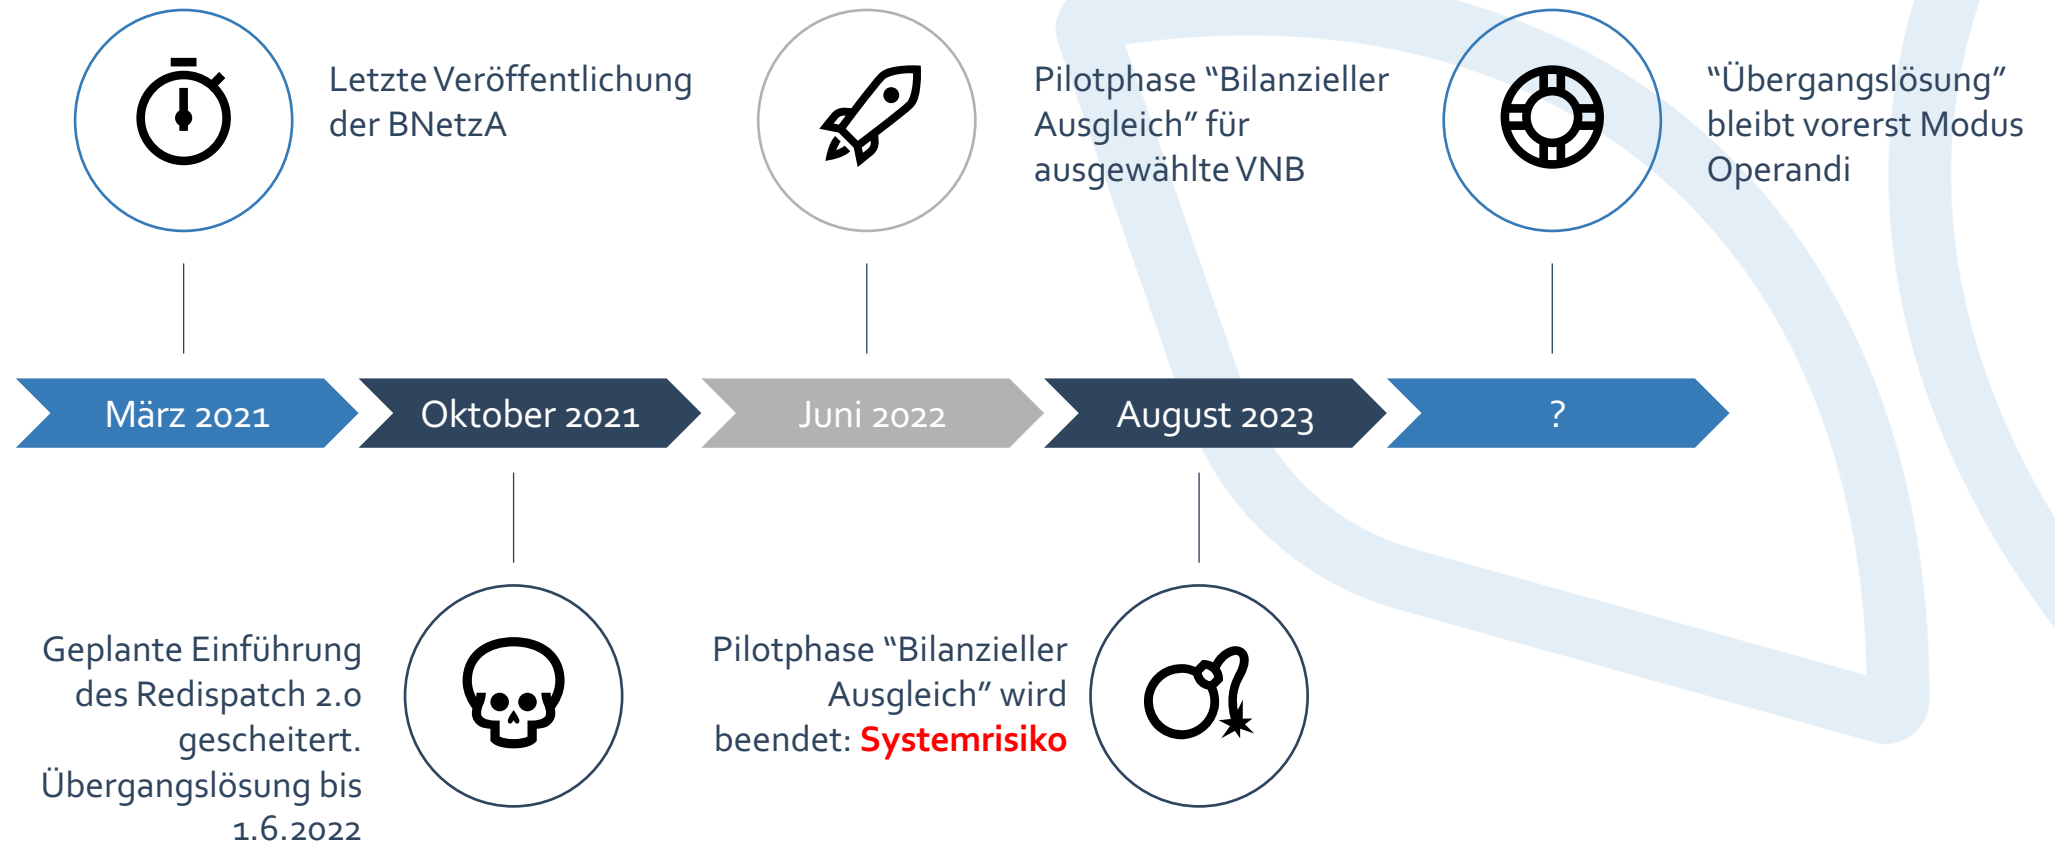 Letzte Veröffentlichung
der BNetzA
Pilotphase “Bilanzieller
Ausgleich” für
ausgewählte VNB
“Übergangslösung”
bleibt vorerst Modus
Operandi
März 2021
Oktober 2021
Juni 2022
August 2023
?
Geplante Einführung
des Redispatch 2.0
gescheitert.
Übergangslösung bis
1.6.2022
Pilotphase “Bilanzieller
Ausgleich” wird
beendet: Systemrisiko